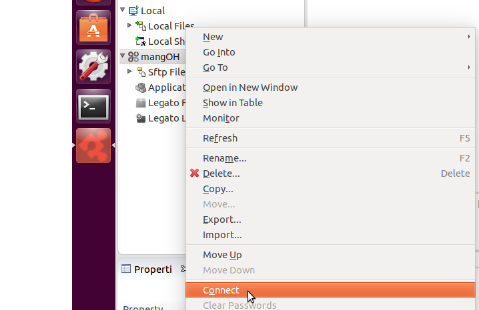 Local
Local Files
Local Sh
mangOH
Sftp File
Applicat
Legato F
Legato L
New
Go Into
Go To
Open in New Window
Show in Table
Monitor
Refresh F5
Rename... F2
Delete... Delete
Copy...
Move...
Export...
Import...
Move Up
Move Down
Connect
Clear Passwords
Properti
Property